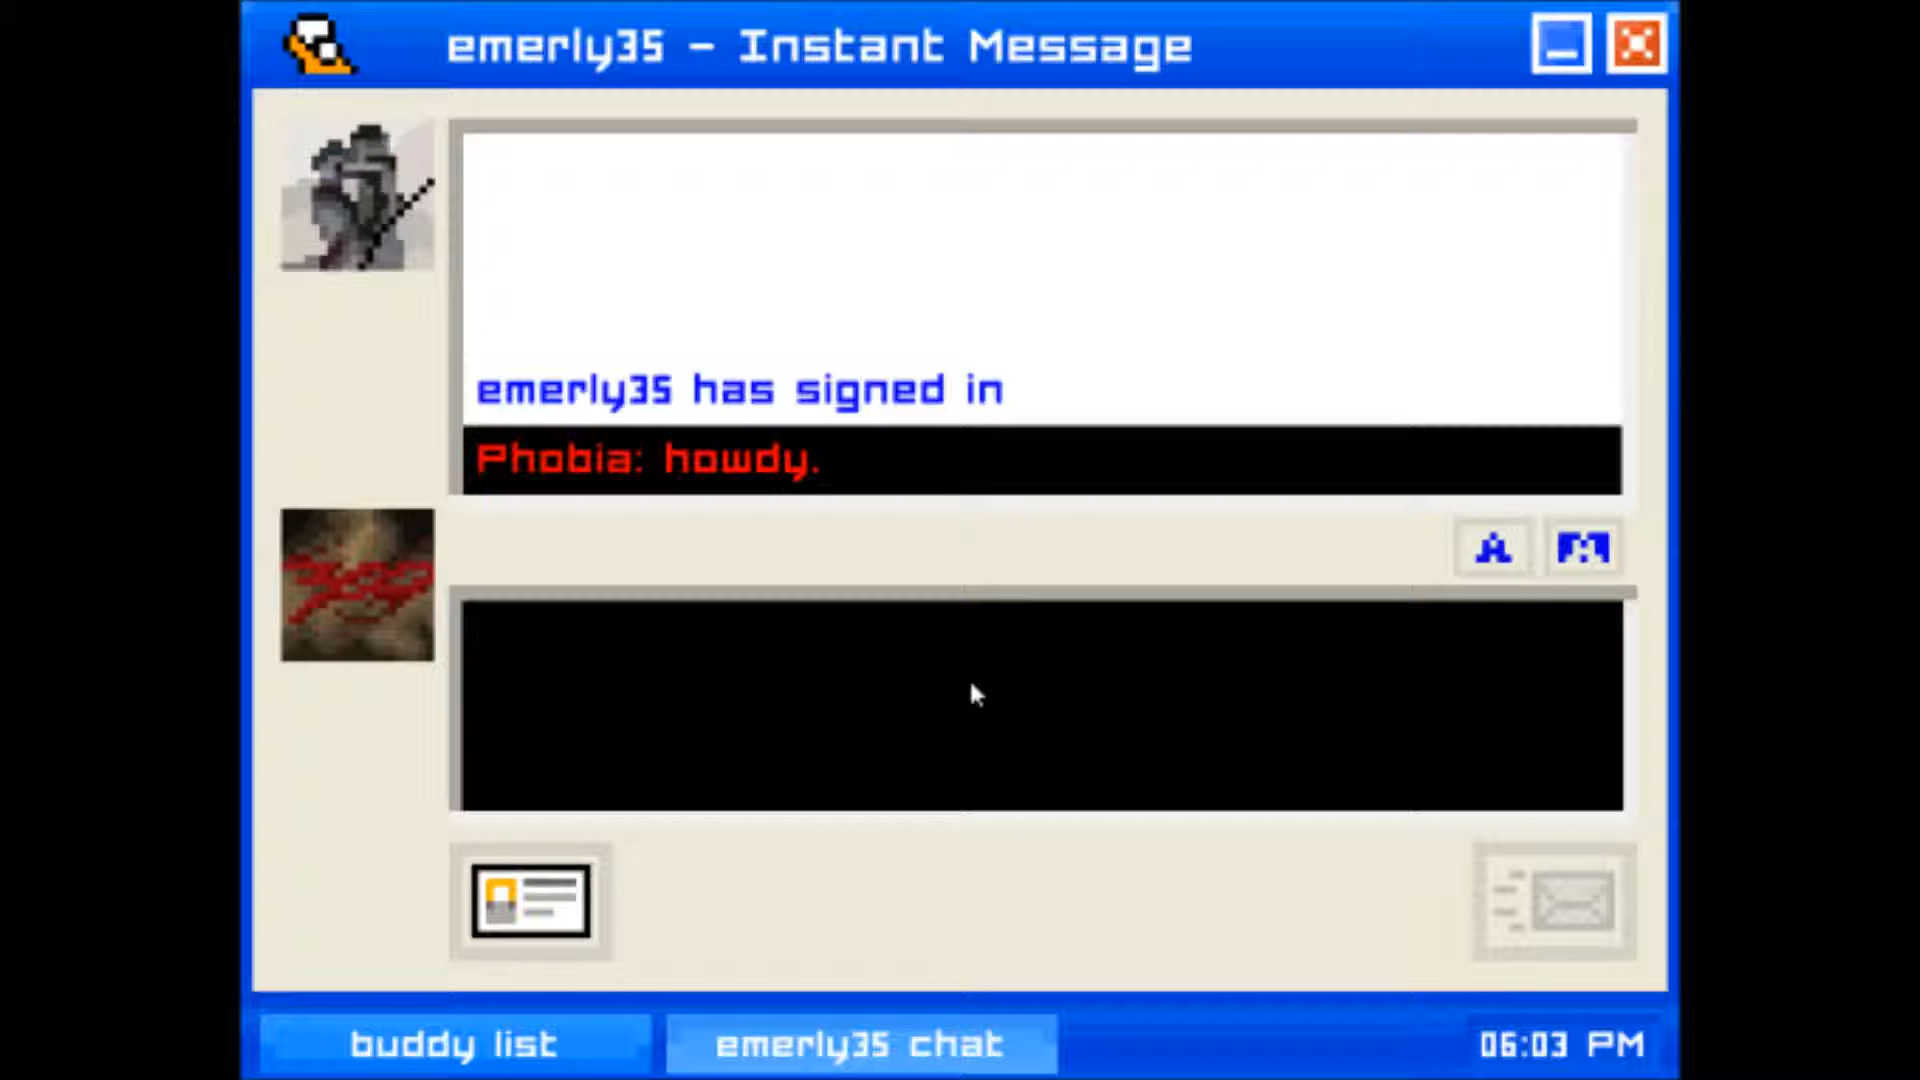 emerly35 - Instant Message
emerly35 has signed in
Phobia: howdy.
A
buddy list
emerly35 chat
06:03 PM